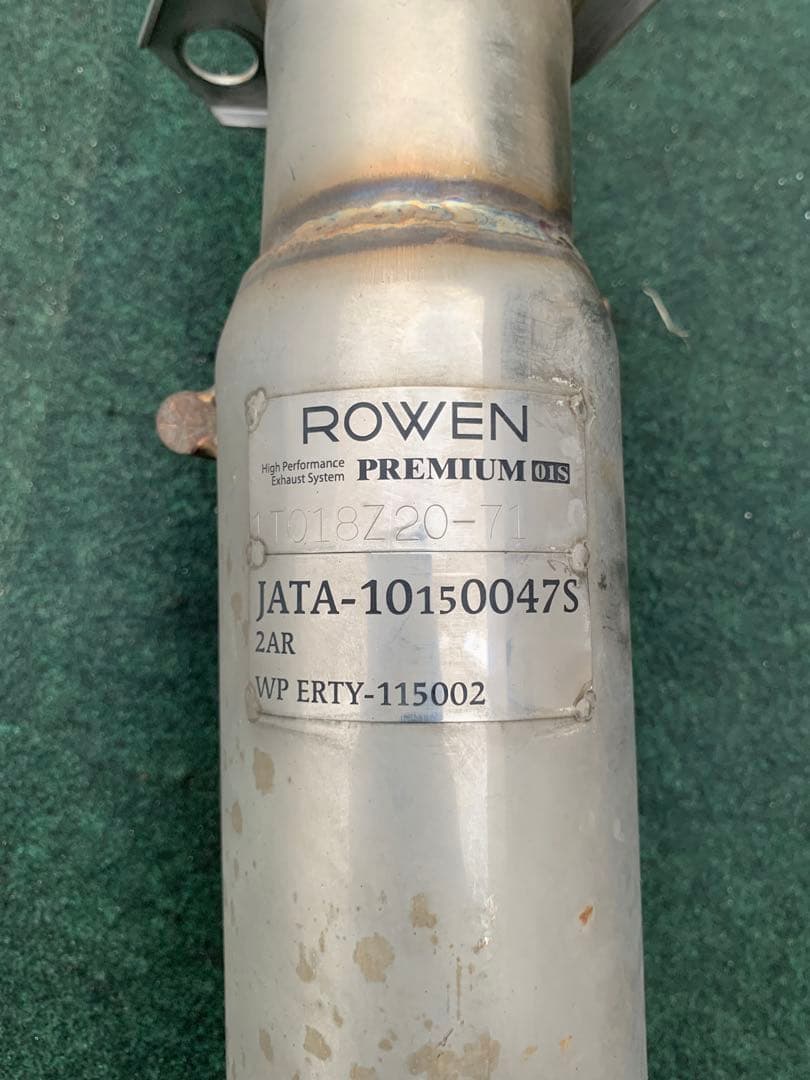 ROWEN
High Performance
Exhaust System
PREMIUM 01S
1T018Z20-71
JATA-10150047S
2AR
WP ERTY-115002